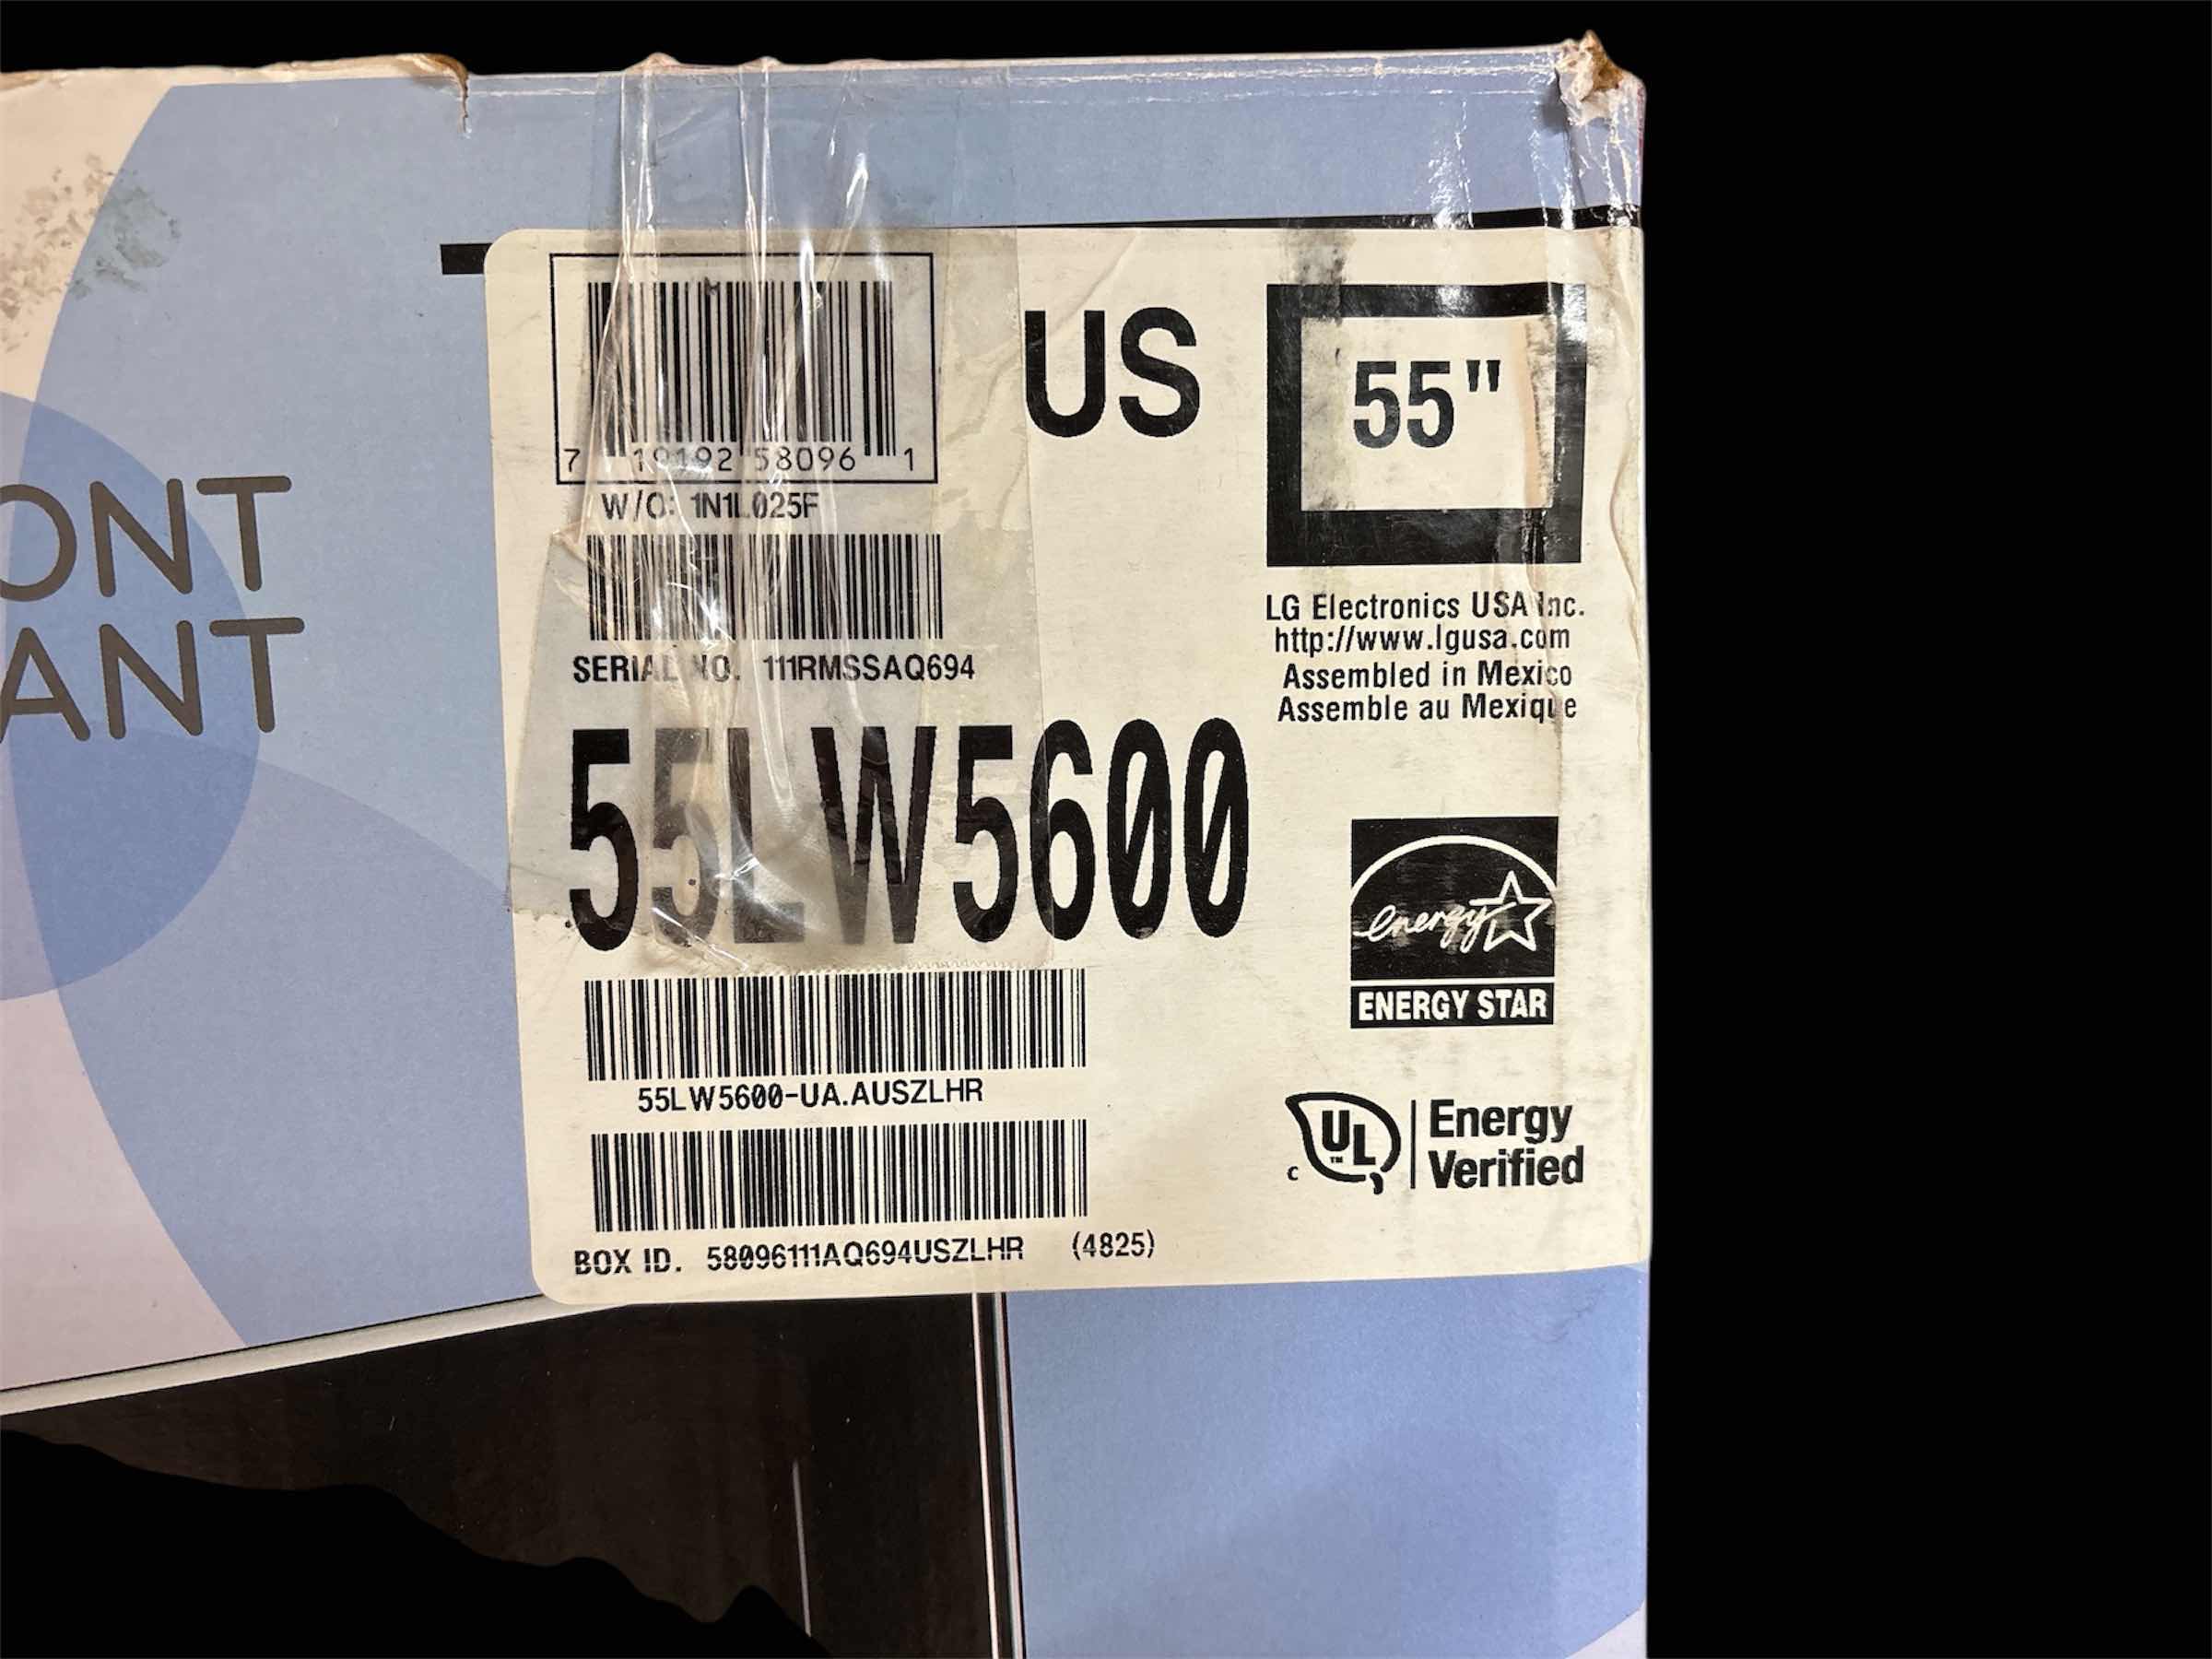 ONT
ANT
7 19192 58096 1
W/O: 1N1L025F
SERIAL NO. 111RMSSAQ694
55LW5600
55LW5600-UA.AUSZLHR
BOX ID. 58096111AQ694USZLHR (4825)
US
55"
LG Electronics USA Inc.
http://www.lgusa.com
Assembled in Mexico
Assemble au Mexique
energy
ENERGY STAR
c UL TM
Energy
Verified